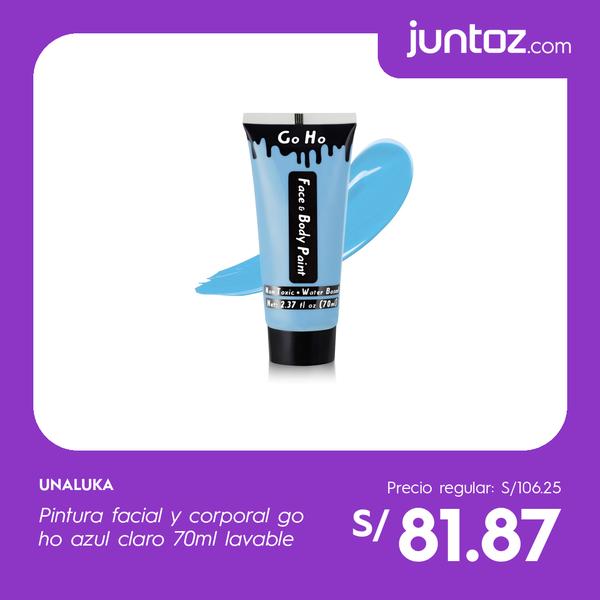 juntoz.com
Go Ho
Face & Body Paint
Non Toxic • Water Based
Nett 2.37 fl oz (70ml)
UNALUKA
Pintura facial y corporal go
ho azul claro 70ml lavable
Precio regular: S/106.25
S/81.87